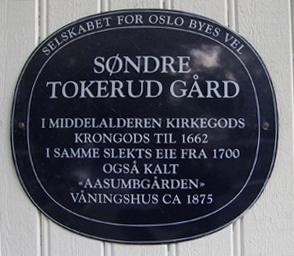 SELSKABET FOR OSLO BYES VEL
SØNDRE
TOKERUD GÅRD
I MIDDELALDEREN KIRKEGODS
KRONGODS TIL 1662
I SAMME SLEKTS EIE FRA 1700
OGSÅ KALT
«AASUMBGÅRDEN»
VÅNINGSHUS CA 1875